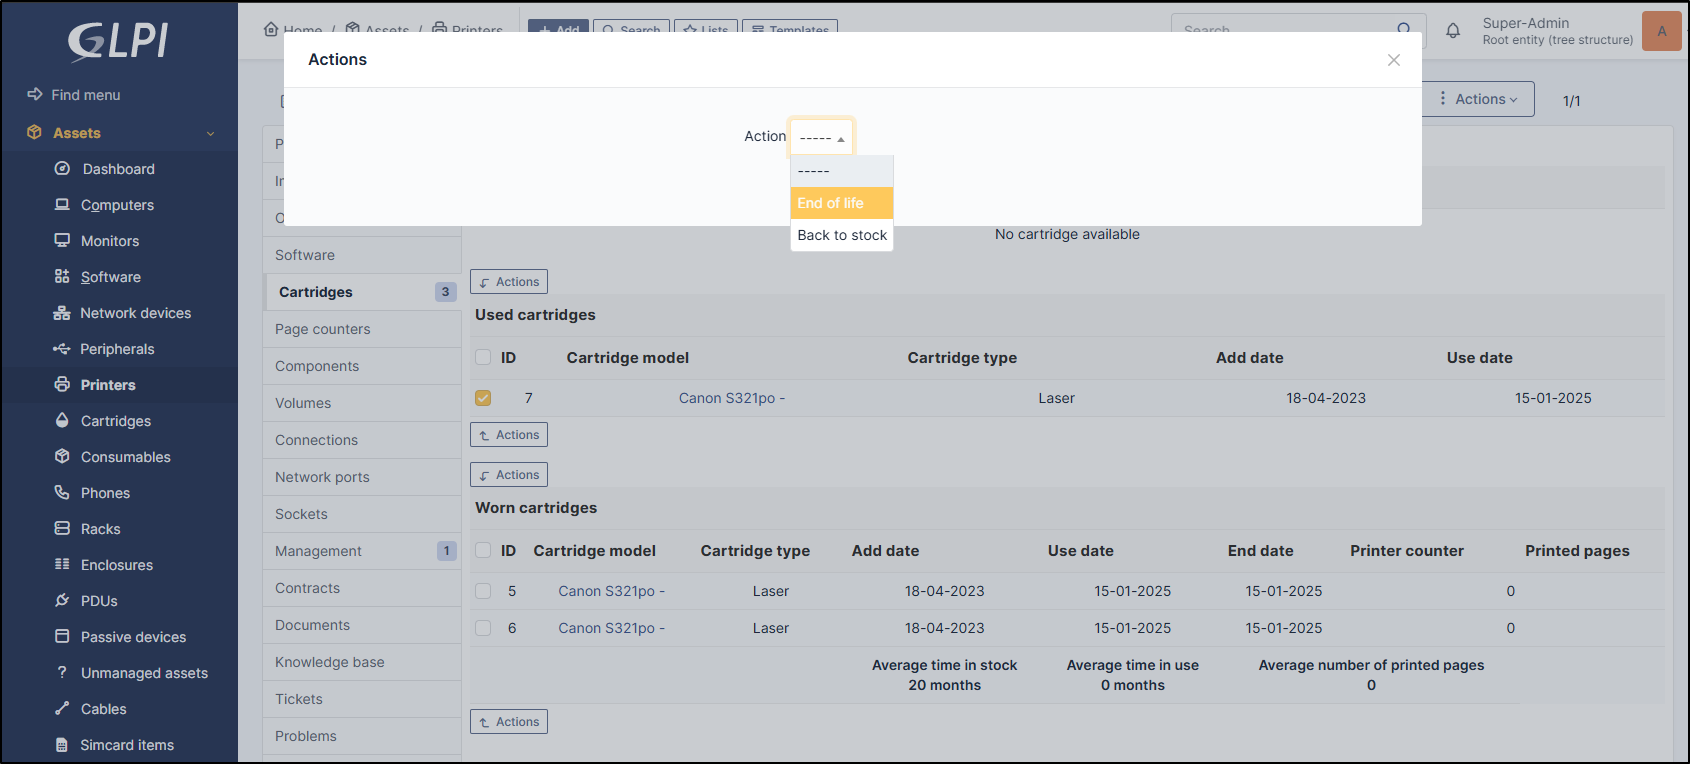 GLPI
Find menu
Assets
Dashboard
Computers
Monitors
Software
Network devices
Peripherals
Printers
Cartridges
Consumables
Phones
Racks
Enclosures
PDUs
Passive devices
Unmanaged assets
Cables
Simcard items
Home / Assets / Printers
Add
Search
Lists
Templates
Search
Super-Admin
Root entity (tree structure)
A
Actions
1/1
Actions
Action
-----
-----
End of life
Back to stock
Software
Cartridges 3
Page counters
Components
Volumes
Connections
Network ports
Sockets
Management 1
Contracts
Documents
Knowledge base
Tickets
Problems
No cartridge available
Actions
Used cartridges
ID Cartridge model Cartridge type Add date Use date
7 Canon S321po - Laser 18-04-2023 15-01-2025
Actions
Actions
Worn cartridges
ID Cartridge model Cartridge type Add date Use date End date Printer counter Printed pages
5 Canon S321po - Laser 18-04-2023 15-01-2025 15-01-2025 0
6 Canon S321po - Laser 18-04-2023 15-01-2025 15-01-2025 0
Average time in stock Average time in use Average number of printed pages
20 months 0 months 0
Actions